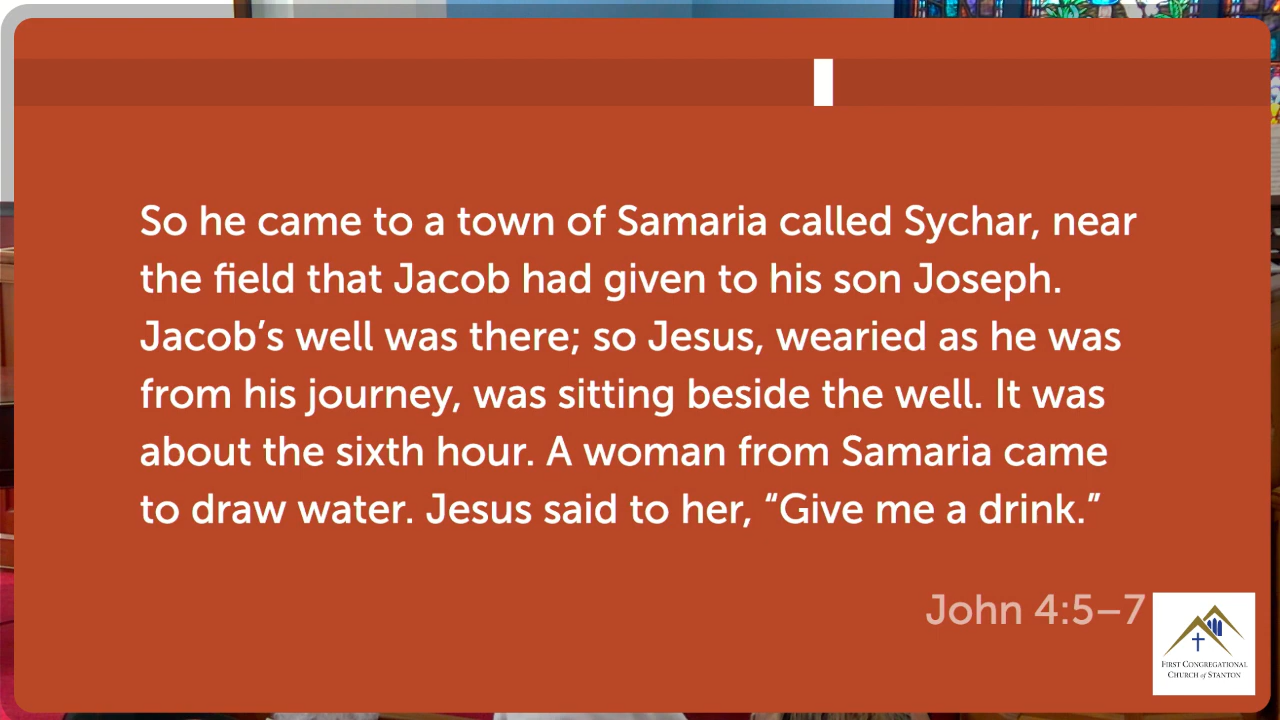 So he came to a town of Samaria called Sychar, near
the field that Jacob had given to his son Joseph.
Jacob’s well was there; so Jesus, wearied as he was
from his journey, was sitting beside the well. It was
about the sixth hour. A woman from Samaria came
to draw water. Jesus said to her, “Give me a drink.”
John 4:5–7
First Congregational
Church of Stanton